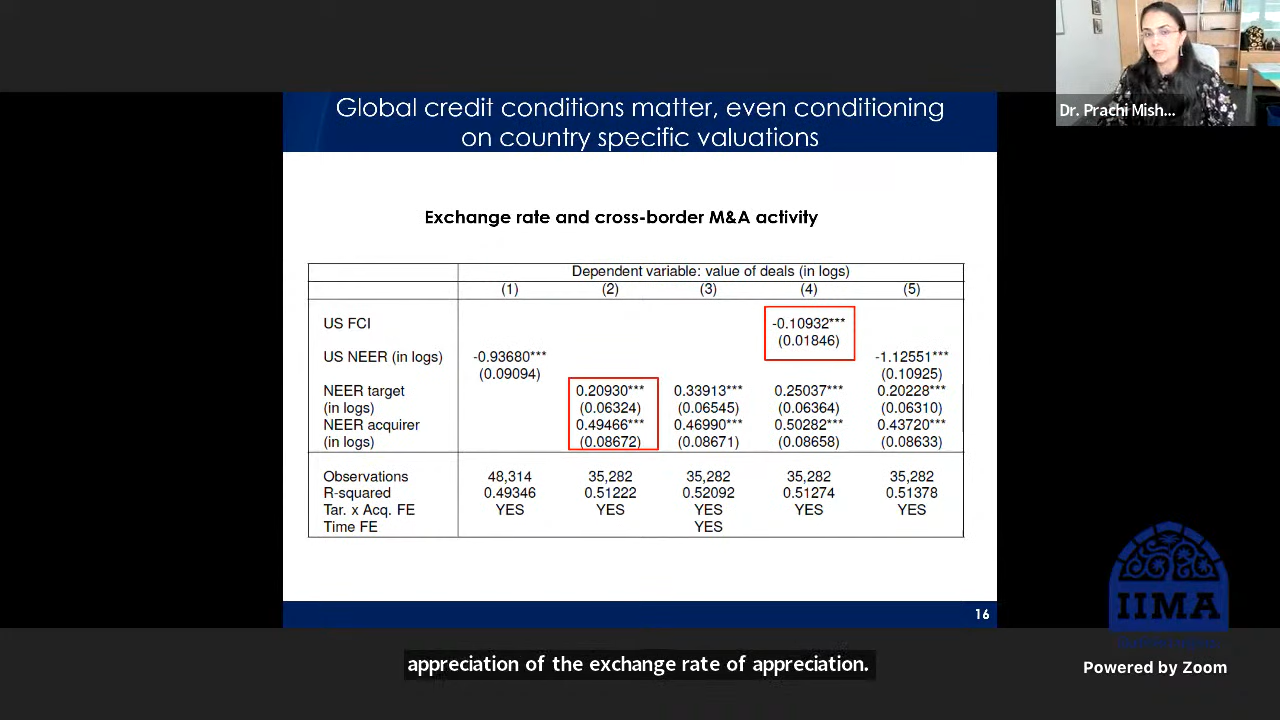 Dr. Prachi Mish...
Global credit conditions matter, even conditioning
on country specific valuations
Exchange rate and cross-border M&A activity
Dependent variable: value of deals (in logs)
(1) (2) (3) (4) (5)
US FCI -0.10932***
(0.01846)
US NEER (in logs) -0.93680*** -1.12551***
(0.09094) (0.10925)
NEER target 0.20930*** 0.33913*** 0.25037*** 0.20228***
(in logs) (0.06324) (0.06545) (0.06364) (0.06310)
NEER acquirer 0.49466*** 0.46990*** 0.50282*** 0.43720***
(in logs) (0.08672) (0.08671) (0.08658) (0.08633)
Observations 48,314 35,282 35,282 35,282 35,282
R-squared 0.49346 0.51222 0.52092 0.51274 0.51378
Tar. x Acq. FE YES YES YES YES YES
Time FE YES
16
IIMA
Powered by Zoom
appreciation of the exchange rate of appreciation.